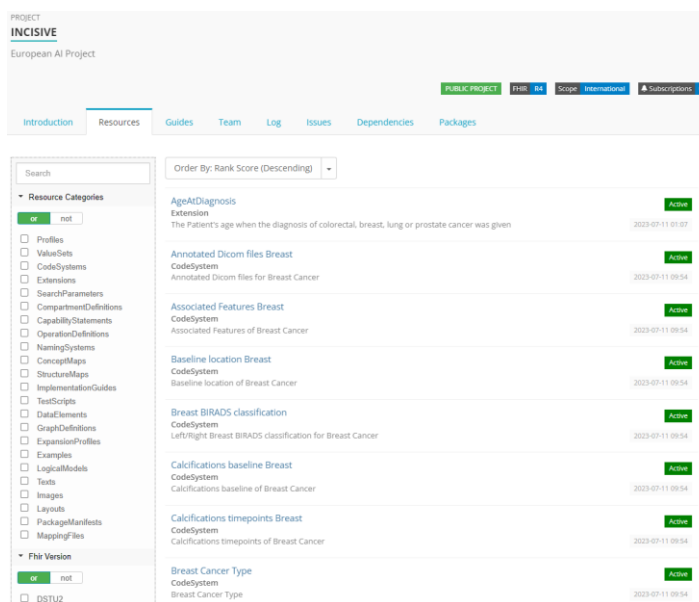 PROJECT
INCISIVE
European AI Project
PUBLIC PROJECT FHIR R4 Scope International Subscriptions
Introduction Resources Guides Team Log Issues Dependencies Packages
Search
Resource Categories
or not
Profiles
ValueSets
CodeSystems
Extensions
SearchParameters
CompartmentDefinitions
CapabilityStatements
OperationDefinitions
NamingSystems
ConceptMaps
StructureMaps
ImplementationGuides
TestScripts
DataElements
GraphDefinitions
ExpansionProfiles
Examples
LogicalModels
Texts
Images
Layouts
PackageManifests
MappingFiles
Fhir Version
or not
DSTU2
Order By: Rank Score (Descending)
AgeAtDiagnosis Active
Extension
The Patient's age when the diagnosis of colorectal, breast, lung or prostate cancer was given 2023-07-11 01:07
Annotated Dicom files Breast Active
CodeSystem
Annotated Dicom files for Breast Cancer 2023-07-11 09:54
Associated Features Breast Active
CodeSystem
Associated Features of Breast Cancer 2023-07-11 09:54
Baseline location Breast Active
CodeSystem
Baseline location of Breast Cancer 2023-07-11 09:54
Breast BIRADS classification Active
CodeSystem
Left/Right Breast BIRADS classification for Breast Cancer 2023-07-11 09:54
Calcifications baseline Breast Active
CodeSystem
Calcifications baseline of Breast Cancer 2023-07-11 09:54
Calcifications timepoints Breast Active
CodeSystem
Calcifications timepoints of Breast Cancer 2023-07-11 09:54
Breast Cancer Type Active
CodeSystem
Breast Cancer Type 2023-07-11 09:54